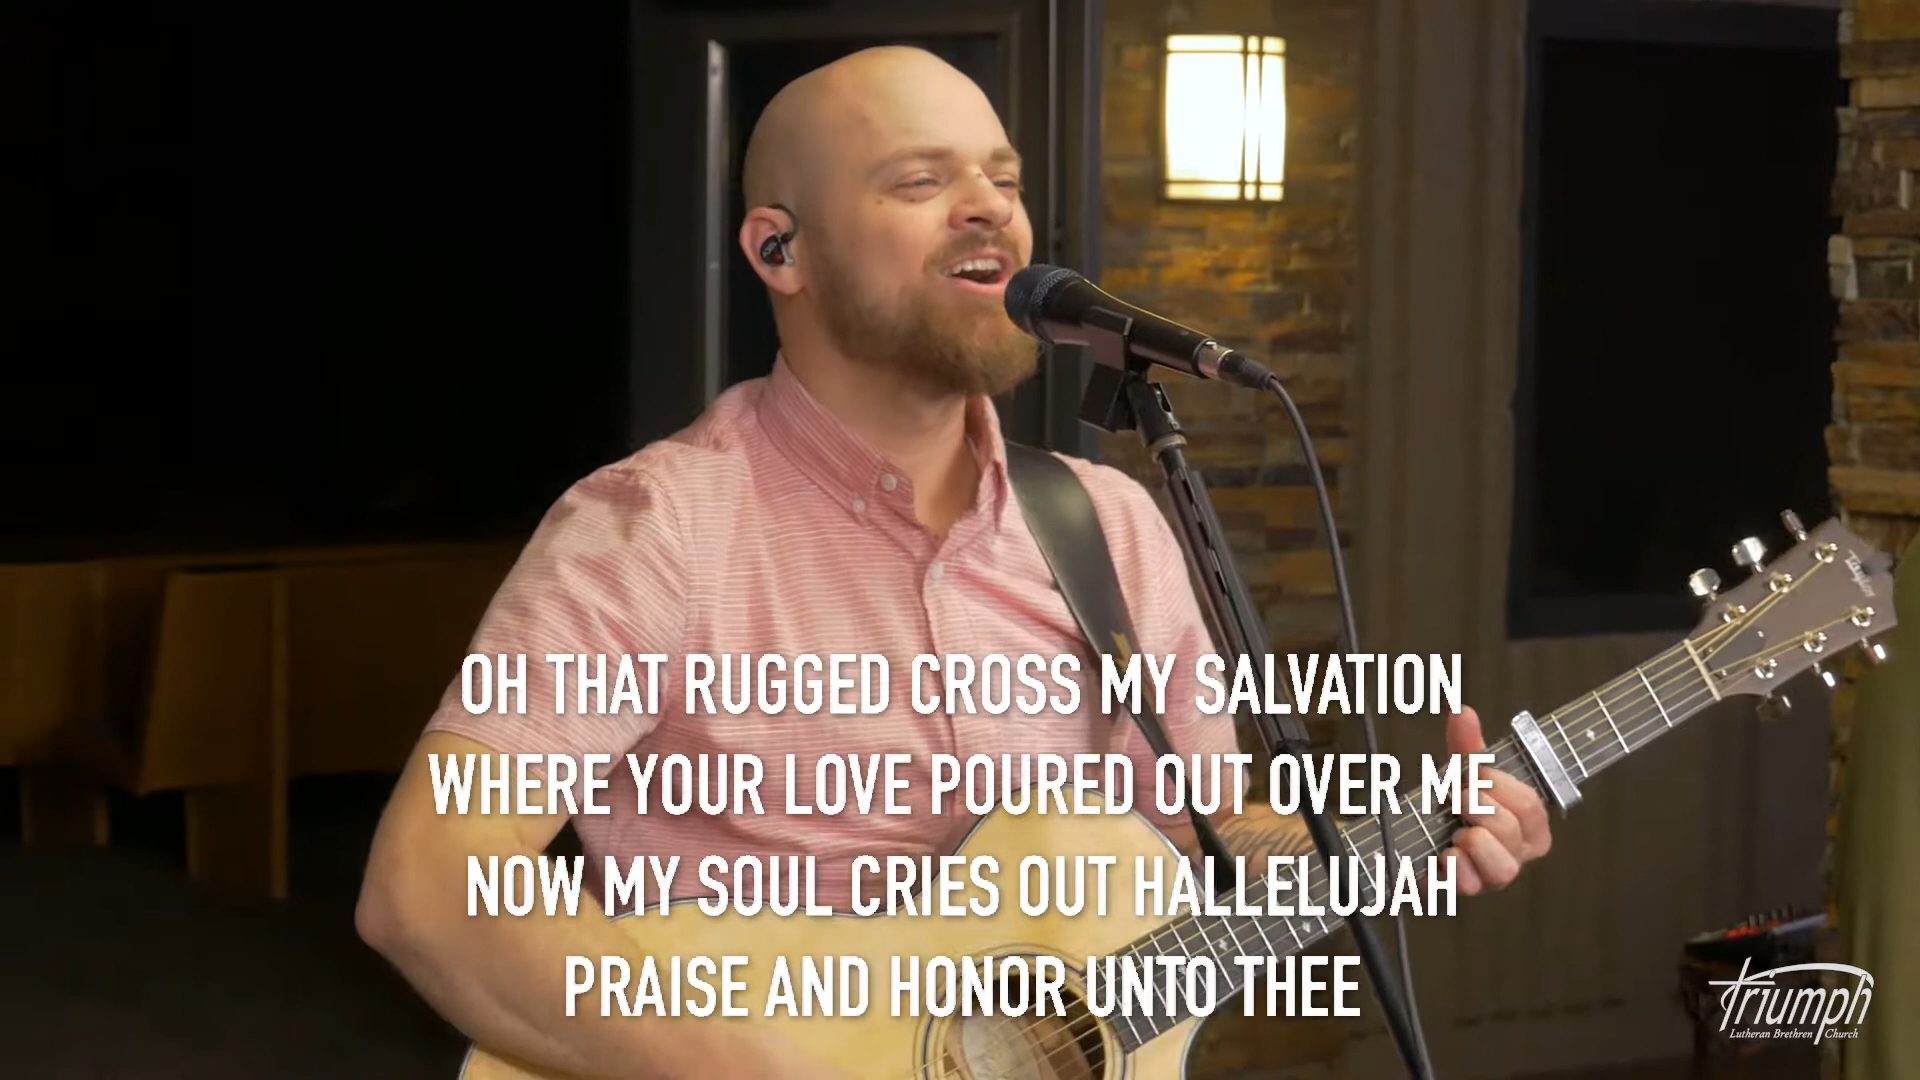 Taylor
OH THAT RUGGED CROSS MY SALVATION
WHERE YOUR LOVE POURED OUT OVER ME
NOW MY SOUL CRIES OUT HALLELUJAH
PRAISE AND HONOR UNTO THEE
Triumph
Lutheran Brethren Church